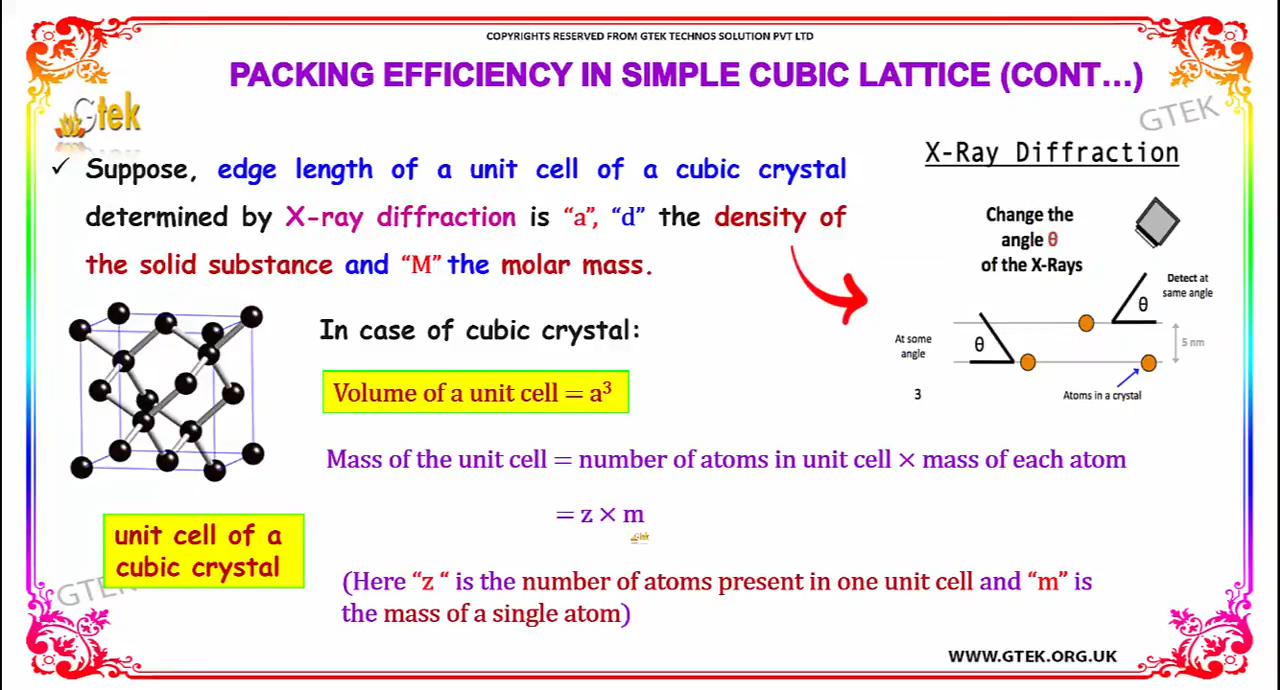 COPYRIGHTS RESERVED FROM GTEK TECHNOS SOLUTION PVT LTD
PACKING EFFICIENCY IN SIMPLE CUBIC LATTICE (CONT...)
Gtek
GTEK
✓ Suppose, edge length of a unit cell of a cubic crystal
determined by X-ray diffraction is “a”, “d” the density of
the solid substance and “M” the molar mass.
X-Ray Diffraction
Change the
angle θ
of the X-Rays
Detect at
same angle
θ
At some
angle
θ
5 nm
3
Atoms in a crystal
In case of cubic crystal:
Volume of a unit cell = a³
Mass of the unit cell = number of atoms in unit cell × mass of each atom
= z × m
Gtek
unit cell of a
cubic crystal
(Here “z “ is the number of atoms present in one unit cell and “m” is
the mass of a single atom)
GTEK
WWW.GTEK.ORG.UK